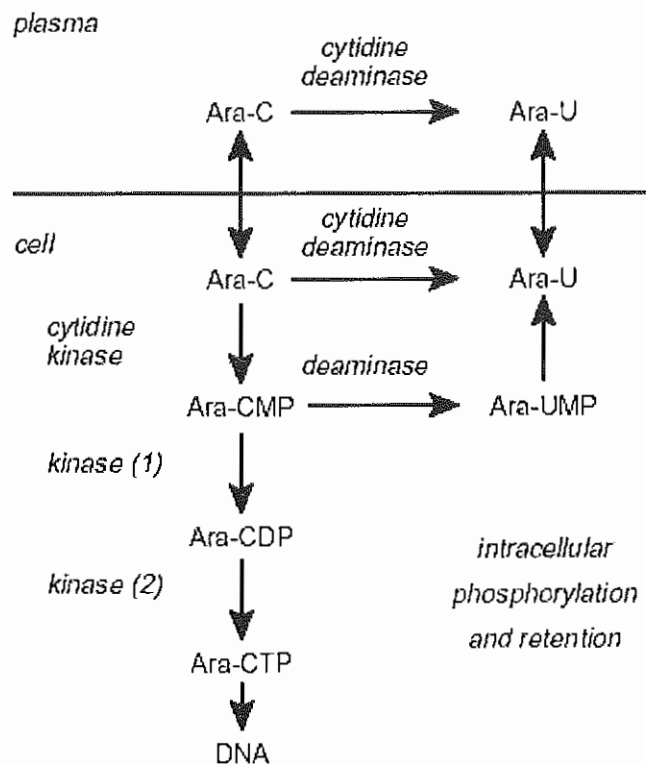 plasma
cytidine
deaminase
Ara-C
Ara-U
cell
cytidine
deaminase
Ara-C
Ara-U
cytidine
kinase
deaminase
Ara-CMP
Ara-UMP
kinase (1)
Ara-CDP
intracellular
kinase (2)
phosphorylation
and retention
Ara-CTP
DNA